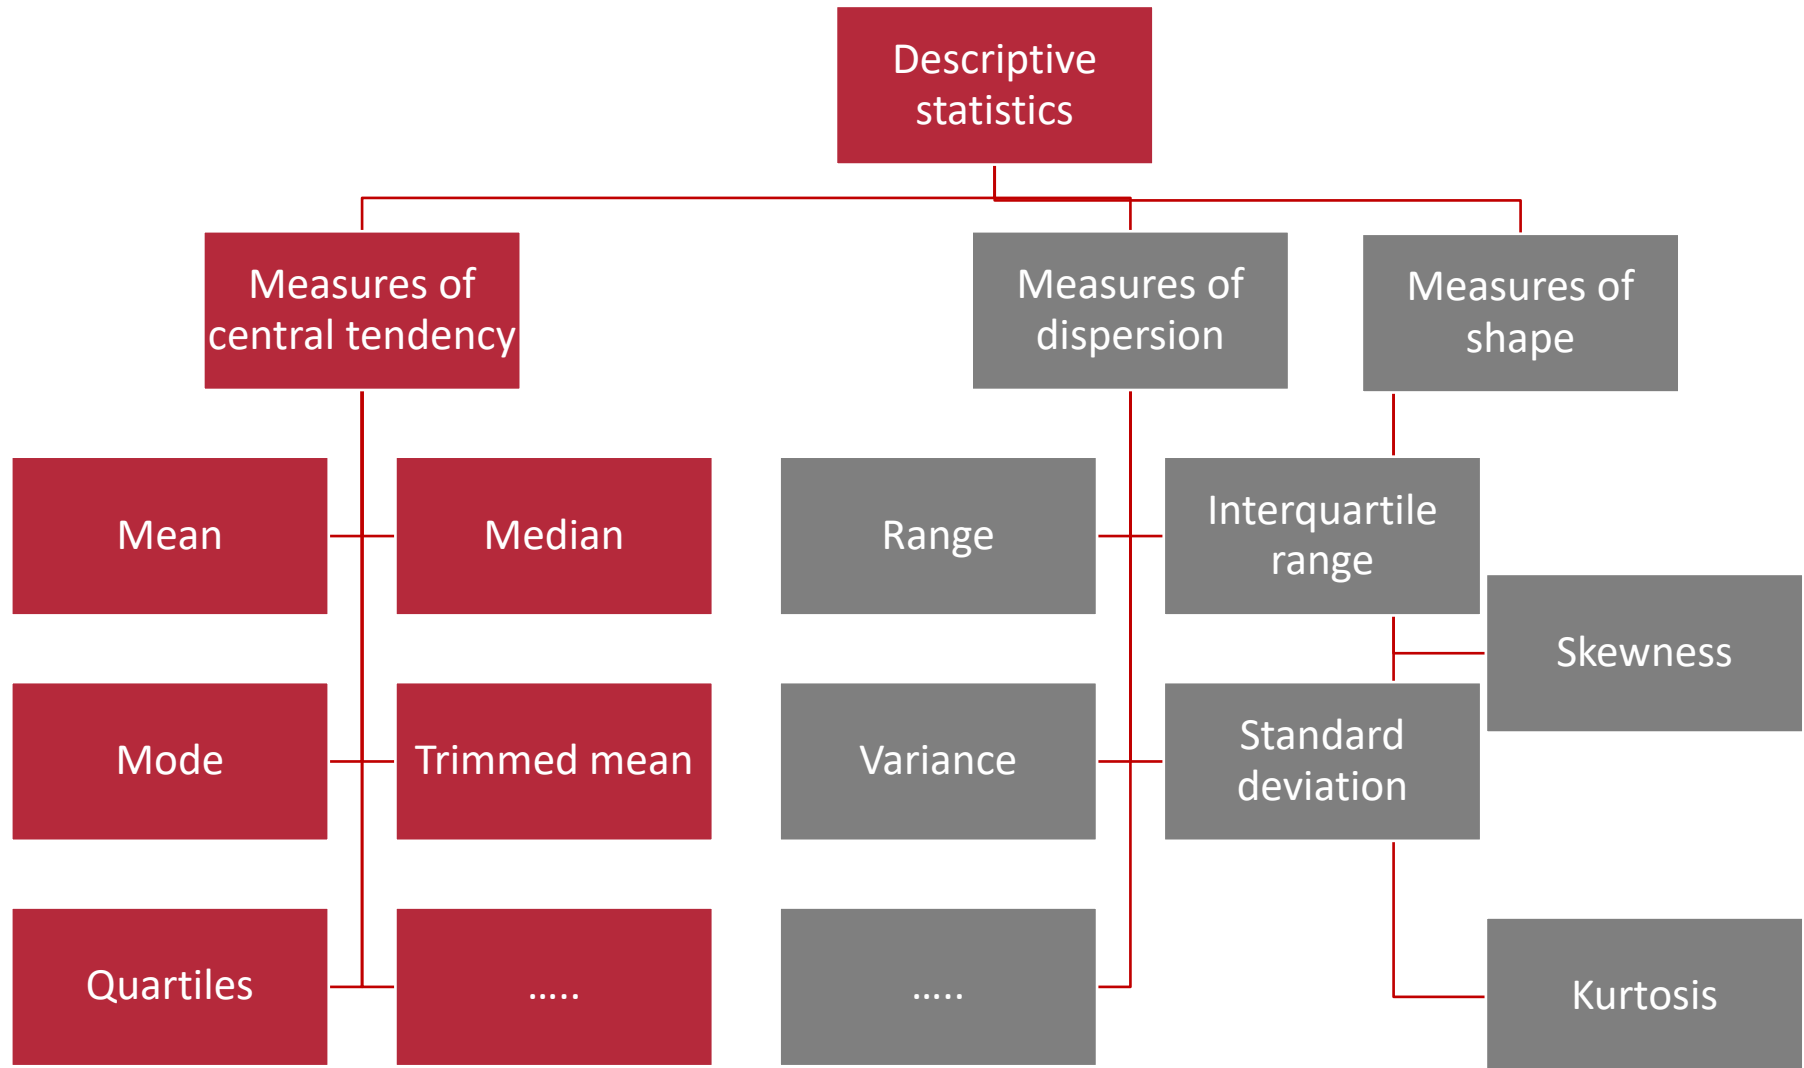 Descriptive
statistics
Measures of
central tendency
Measures of
dispersion
Measures of
shape
Mean
Median
Range
Interquartile
range
Skewness
Mode
Trimmed mean
Variance
Standard
deviation
Quartiles
.....
.....
Kurtosis